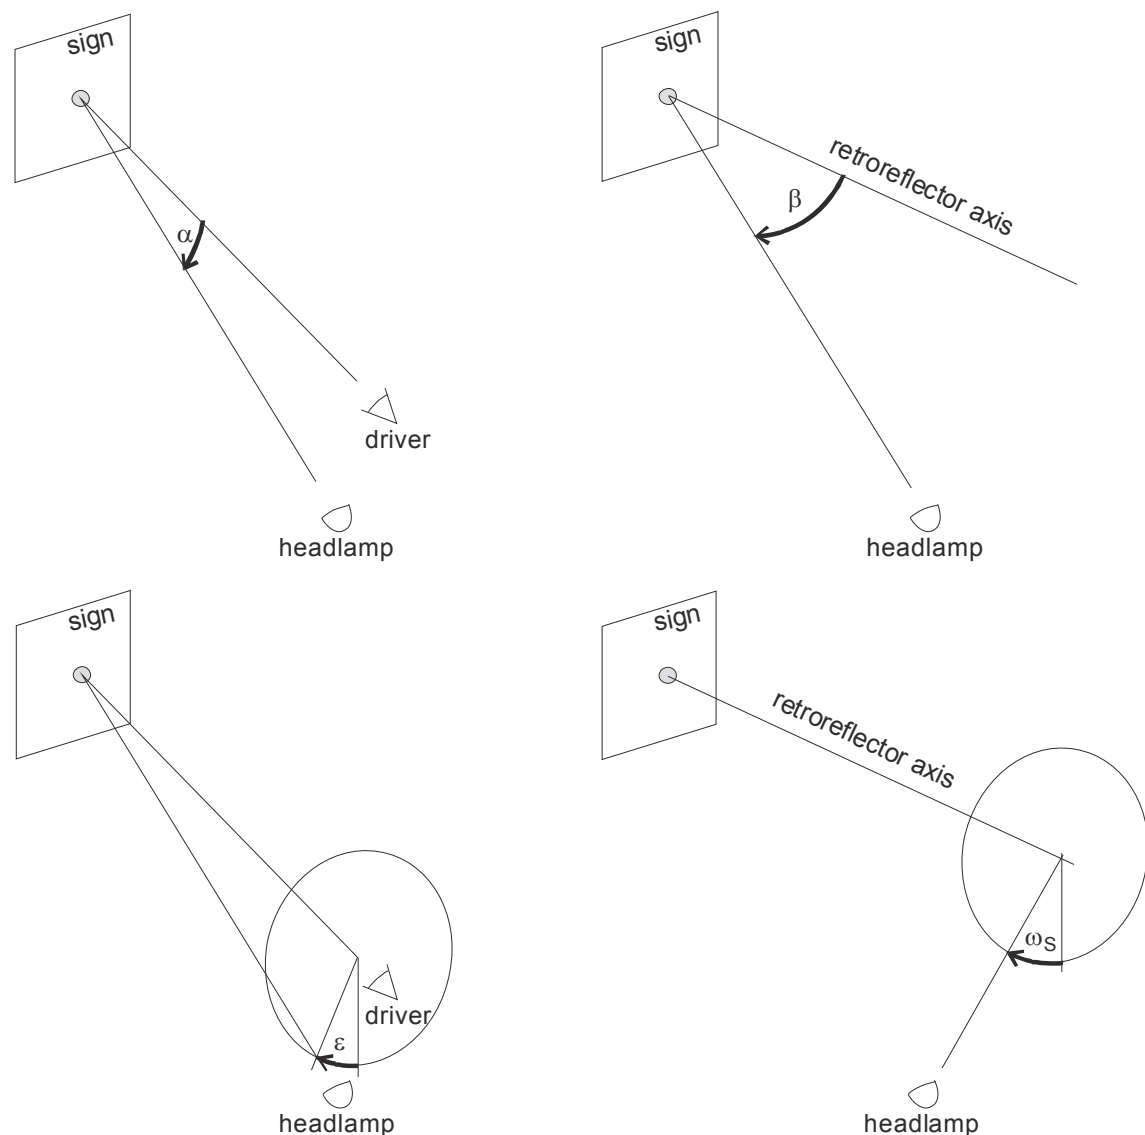 sign
α
driver
headlamp
sign
retroreflector axis
β
headlamp
sign
driver
ε
headlamp
sign
retroreflector axis
ωS
headlamp